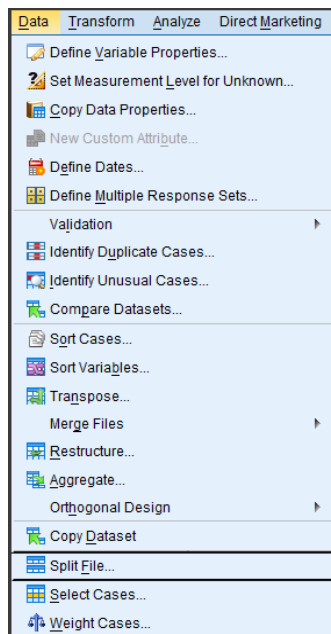 Data Transform Analyze Direct Marketing
Define Variable Properties...
Set Measurement Level for Unknown...
Copy Data Properties...
New Custom Attribute...
Define Dates...
Define Multiple Response Sets...
Validation
Identify Duplicate Cases...
Identify Unusual Cases...
Compare Datasets...
Sort Cases...
Sort Variables...
Transpose...
Merge Files
Restructure...
Aggregate...
Orthogonal Design
Copy Dataset
Split File...
Select Cases...
Weight Cases...